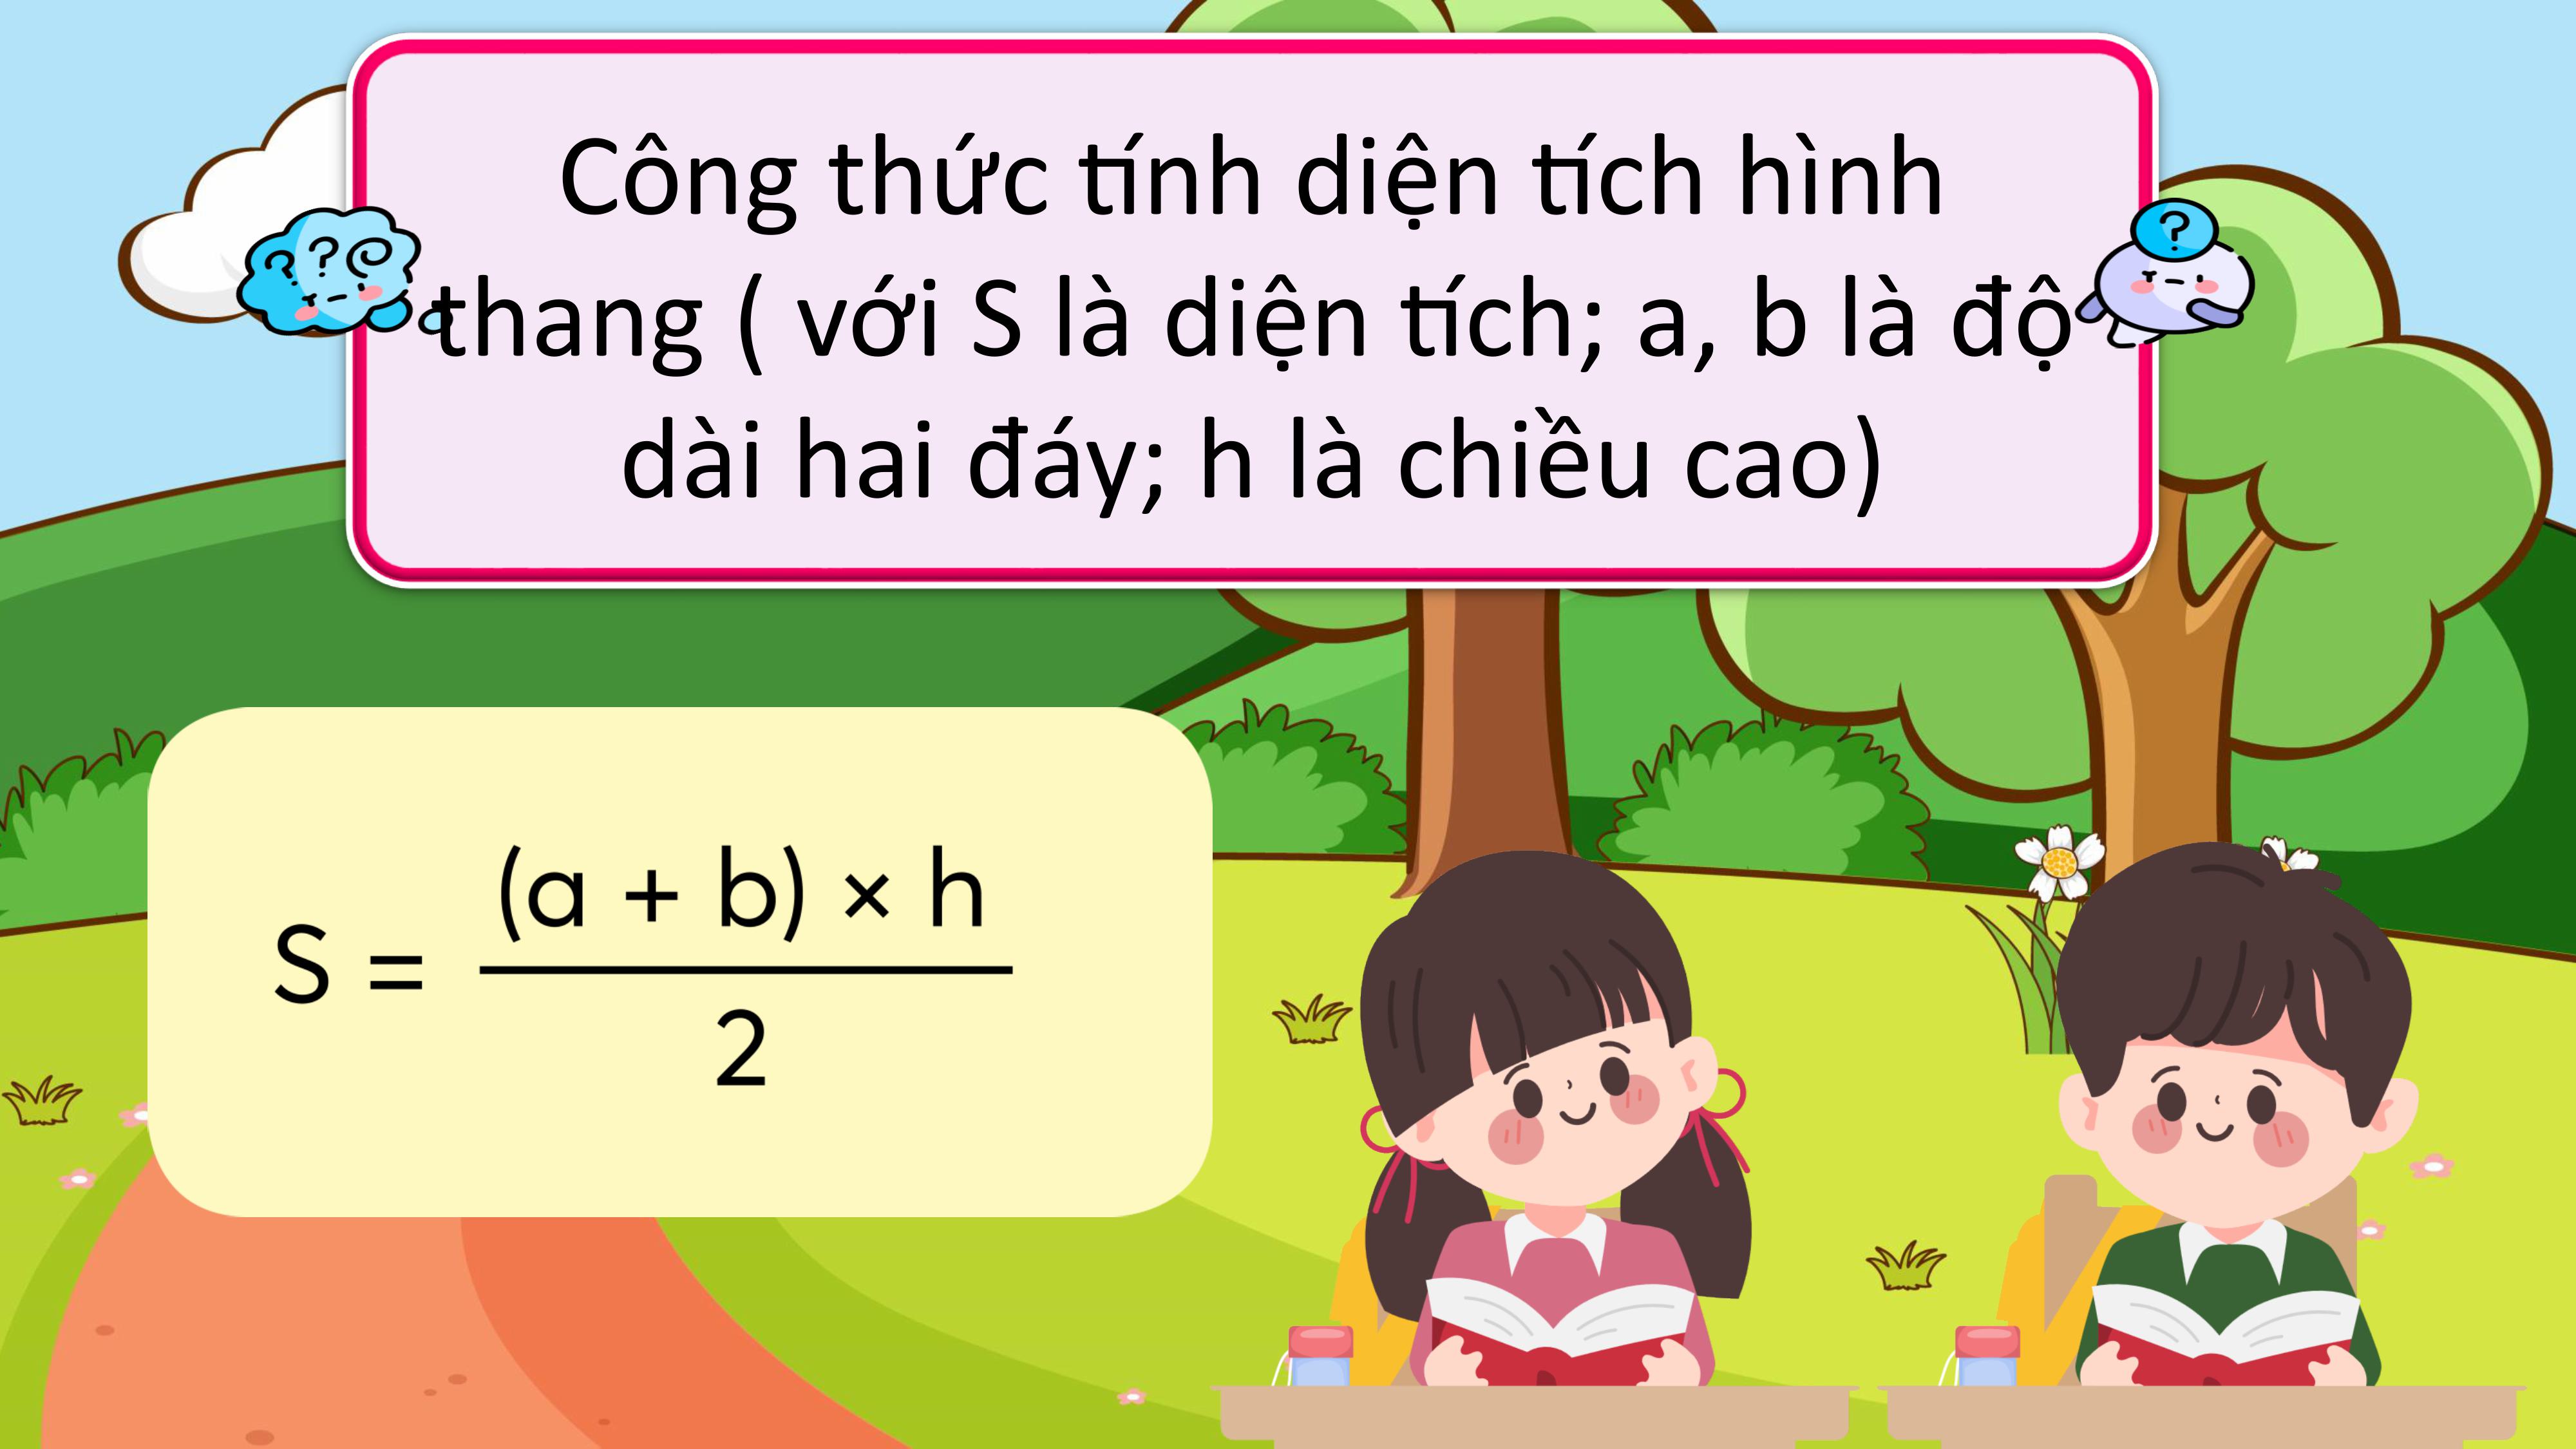 Công thức tính diện tích hình
thang ( với S là diện tích; a, b là độ
dài hai đáy; h là chiều cao)
? ? ?
?
(a + b) × h
S =
2